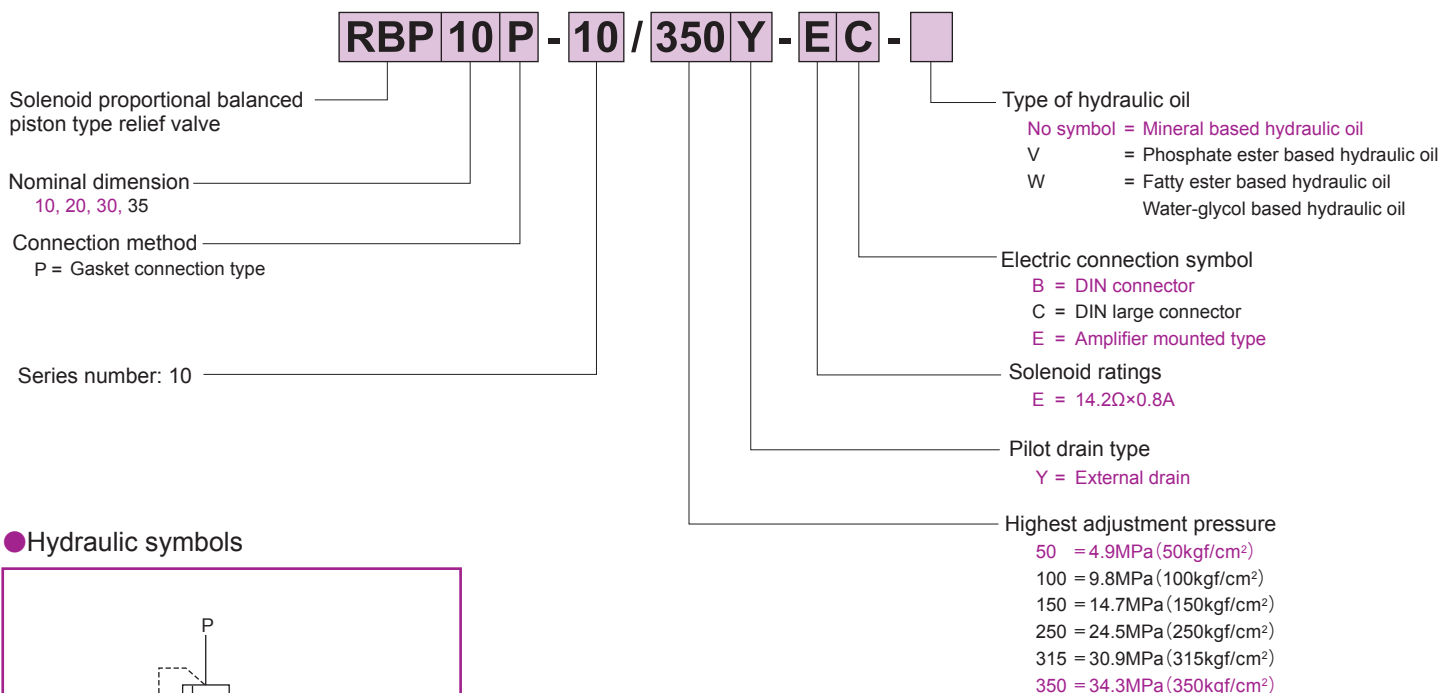 RBP 10 P - 10 / 350 Y - E C -
Solenoid proportional balanced
piston type relief valve
Nominal dimension
10, 20, 30, 35
Connection method
P = Gasket connection type
Series number: 10
Type of hydraulic oil
No symbol = Mineral based hydraulic oil
V = Phosphate ester based hydraulic oil
W = Fatty ester based hydraulic oil
Water-glycol based hydraulic oil
Electric connection symbol
B = DIN connector
C = DIN large connector
E = Amplifier mounted type
Solenoid ratings
E = 14.2Ω×0.8A
Pilot drain type
Y = External drain
Highest adjustment pressure
50 =4.9MPa(50kgf/cm²)
100 =9.8MPa(100kgf/cm²)
150 =14.7MPa(150kgf/cm²)
250 =24.5MPa(250kgf/cm²)
315 =30.9MPa(315kgf/cm²)
350 =34.3MPa(350kgf/cm²)
●Hydraulic symbols
P